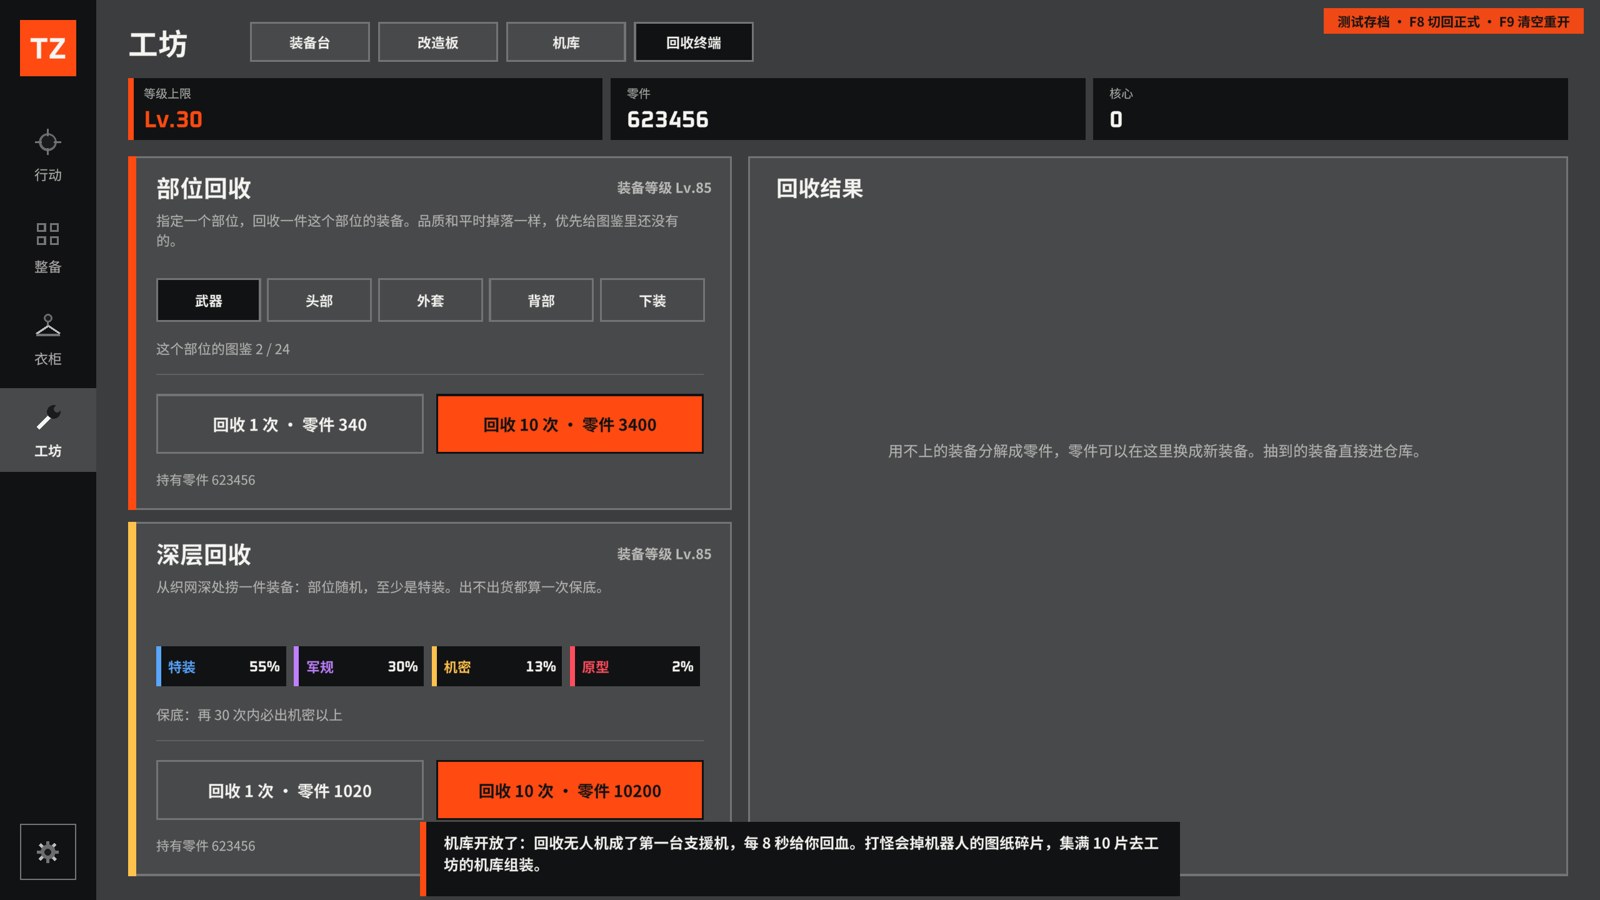 TZ
行动
整备
衣柜
工坊
工坊
装备台
改造板
机库
回收终端
测试存档 · F8 切回正式 · F9 清空重开
等级上限
Lv.30
零件
623456
核心
0
部位回收
装备等级 Lv.85
指定一个部位，回收一件这个部位的装备。品质和平时掉落一样，优先给图鉴里还没有
的。
武器
头部
外套
背部
下装
这个部位的图鉴 2 / 24
回收 1 次 · 零件 340
回收 10 次 · 零件 3400
持有零件 623456
深层回收
装备等级 Lv.85
从织网深处捞一件装备：部位随机，至少是特装。出不出货都算一次保底。
特装 55%
军规 30%
机密 13%
原型 2%
保底：再 30 次内必出机密以上
回收 1 次 · 零件 1020
回收 10 次 · 零件 10200
持有零件 623456
回收结果
用不上的装备分解成零件，零件可以在这里换成新装备。抽到的装备直接进仓库。
机库开放了：回收无人机成了第一台支援机，每 8 秒给你回血。打怪会掉机器人的图纸碎片，集满 10 片去工
坊的机库组装。